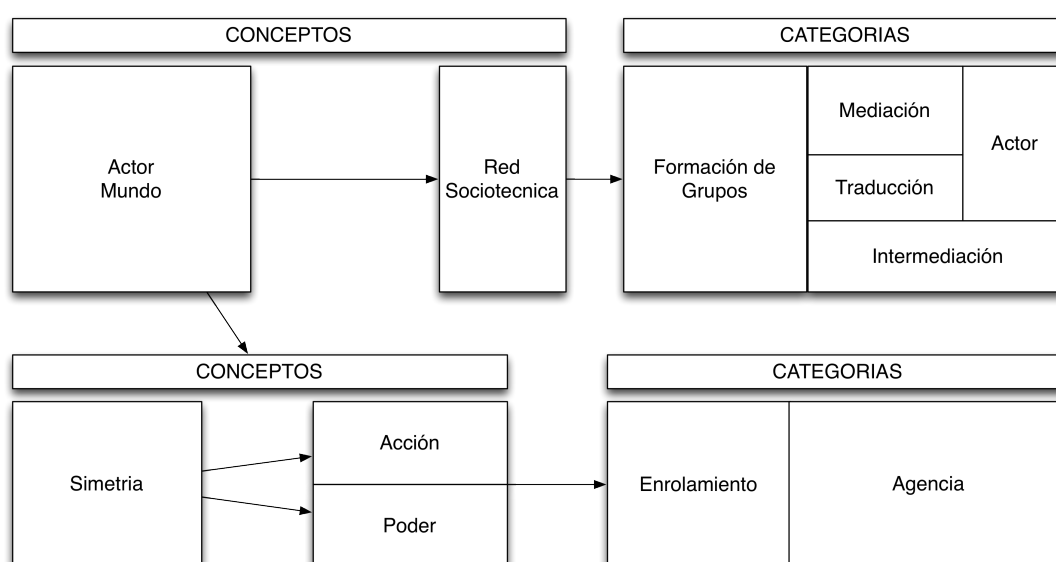 CONCEPTOS
CATEGORIAS
Actor
Mundo
Red
Sociotecnica
Formación de
Grupos
Mediación
Traducción
Actor
Intermediación
CONCEPTOS
CATEGORIAS
Simetria
Acción
Poder
Enrolamiento
Agencia